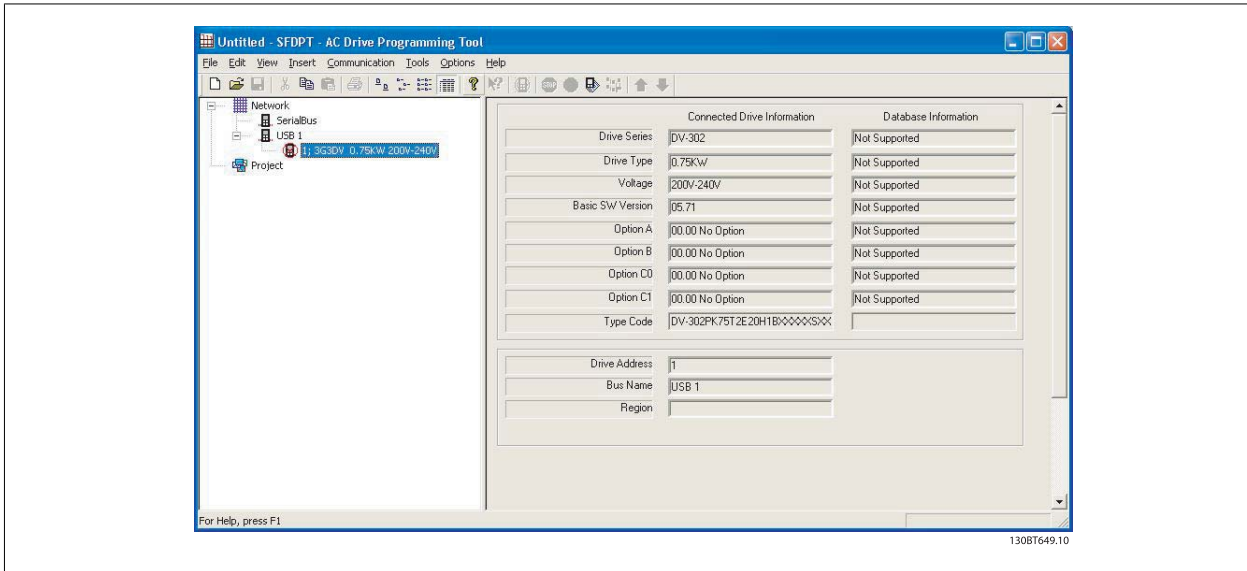 Untitled - SFDPT - AC Drive Programming Tool
File Edit View Insert Communication Tools Options Help
Network
SerialBus
USB 1
1; 3G3DV 0.75KW 200V-240V
Project
Connected Drive Information Database Information
Drive Series DV-302 Not Supported
Drive Type 0.75KW Not Supported
Voltage 200V-240V Not Supported
Basic SW Version 05.71 Not Supported
Option A 00.00 No Option Not Supported
Option B 00.00 No Option Not Supported
Option C0 00.00 No Option Not Supported
Option C1 00.00 No Option Not Supported
Type Code DV-302PK75T2E20H1BXXXXXSXX
Drive Address 1
Bus Name USB 1
Region
For Help, press F1
130BT649.10